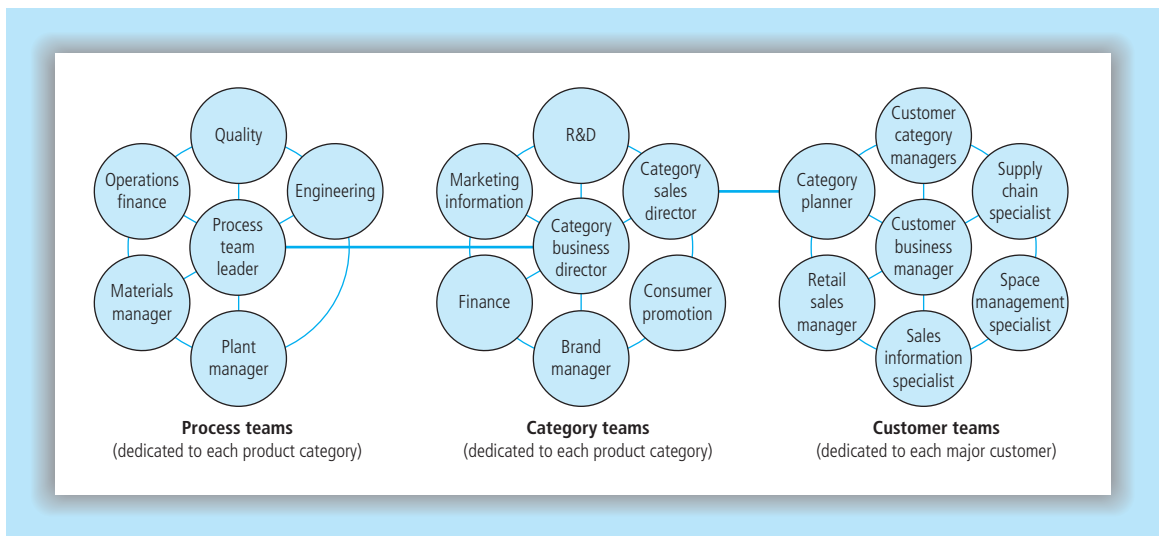 Quality
Operations
finance
Engineering
Process
team
leader
Materials
manager
Plant
manager
Process teams
(dedicated to each product category)
R&D
Marketing
information
Category
sales
director
Category
business
director
Finance
Consumer
promotion
Brand
manager
Category teams
(dedicated to each product category)
Customer
category
managers
Category
planner
Supply
chain
specialist
Customer
business
manager
Retail
sales
manager
Space
management
specialist
Sales
information
specialist
Customer teams
(dedicated to each major customer)